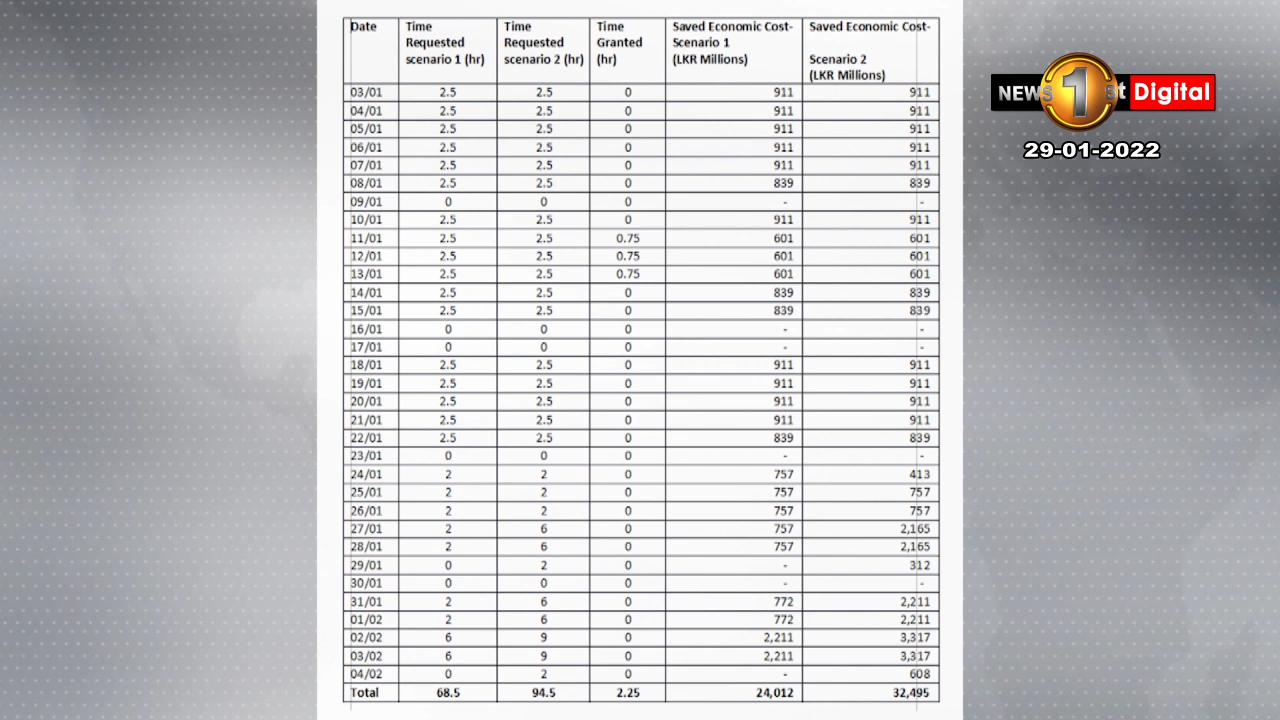 Date Time Requested scenario 1 (hr) Time Requested scenario 2 (hr) Time Granted (hr) Saved Economic Cost- Scenario 1 (LKR Millions) Saved Economic Cost- Scenario 2 (LKR Millions)
03/01 2.5 2.5 0 911 911
04/01 2.5 2.5 0 911 911
05/01 2.5 2.5 0 911 911
06/01 2.5 2.5 0 911 911
07/01 2.5 2.5 0 911 911
08/01 2.5 2.5 0 839 839
09/01 0 0 0 - -
10/01 2.5 2.5 0 911 911
11/01 2.5 2.5 0.75 601 601
12/01 2.5 2.5 0.75 601 601
13/01 2.5 2.5 0.75 601 601
14/01 2.5 2.5 0 839 839
15/01 2.5 2.5 0 839 839
16/01 0 0 0 - -
17/01 0 0 0 - -
18/01 2.5 2.5 0 911 911
19/01 2.5 2.5 0 911 911
20/01 2.5 2.5 0 911 911
21/01 2.5 2.5 0 911 911
22/01 2.5 2.5 0 839 839
23/01 0 0 0 - -
24/01 2 2 0 757 413
25/01 2 2 0 757 757
26/01 2 2 0 757 757
27/01 2 6 0 757 2,165
28/01 2 6 0 757 2,165
29/01 0 2 0 - 312
30/01 0 0 0 - -
31/01 2 6 0 772 2,211
01/02 2 6 0 772 2,211
02/02 6 9 0 2,211 3,317
03/02 6 9 0 2,211 3,317
04/02 0 2 0 - 608
Total 68.5 94.5 2.25 24,012 32,495
NEWS 1st Digital
29-01-2022